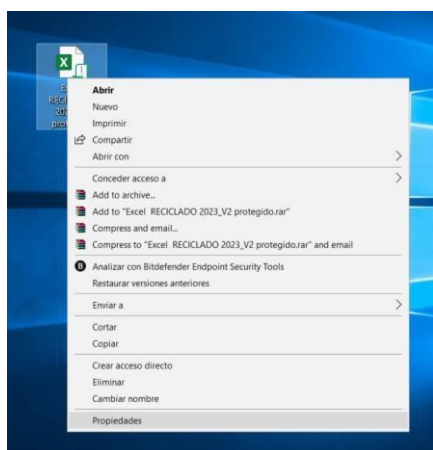 Abrir
Nuevo
Imprimir
Compartir
Abrir con
Conceder acceso a
Add to archive...
Add to "Excel RECICLADO 2023_V2 protegido.rar"
Compress and email...
Compress to "Excel RECICLADO 2023_V2 protegido.rar" and email
Analizar con Bitdefender Endpoint Security Tools
Restaurar versiones anteriores
Enviar a
Cortar
Copiar
Crear acceso directo
Eliminar
Cambiar nombre
Propiedades